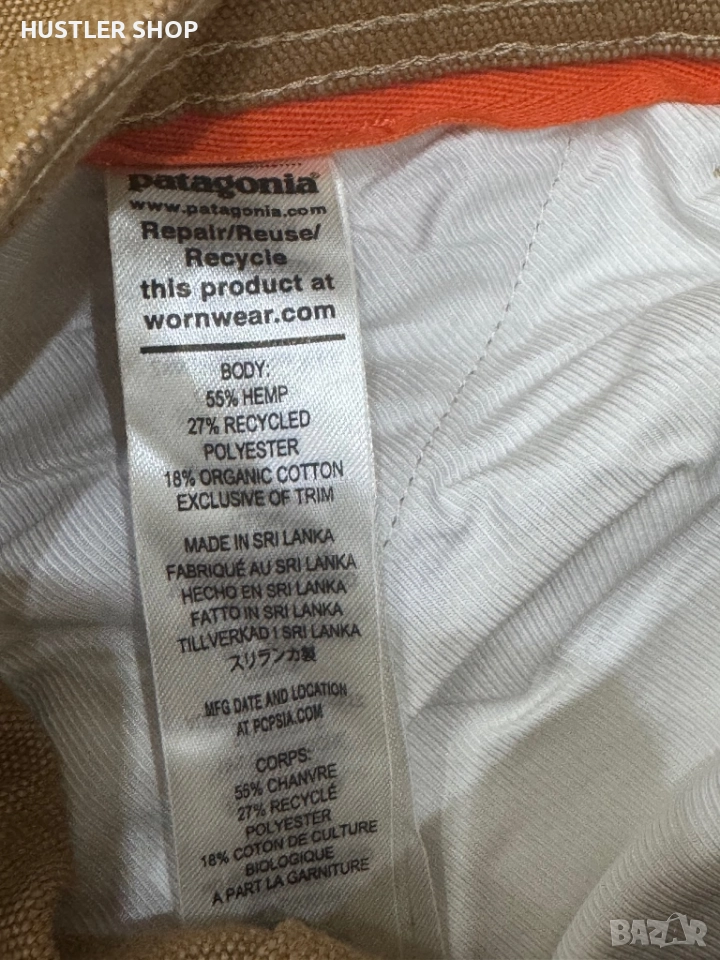 HUSTLER SHOP
patagonia®
www.patagonia.com
Repair/Reuse/
Recycle
this product at
wornwear.com
BODY:
55% HEMP
27% RECYCLED
POLYESTER
18% ORGANIC COTTON
EXCLUSIVE OF TRIM
MADE IN SRI LANKA
FABRIQUÉ AU SRI LANKA
HECHO EN SRI LANKA
FATTO IN SRI LANKA
TILLVERKAD I SRI LANKA
スリランカ製
MFG DATE AND LOCATION
AT PCPSIA.COM
CORPS:
55% CHANVRE
27% RECYCLÉ
POLYESTER
18% COTON DE CULTURE
BIOLOGIQUE
A PART LA GARNITURE
BAZAR